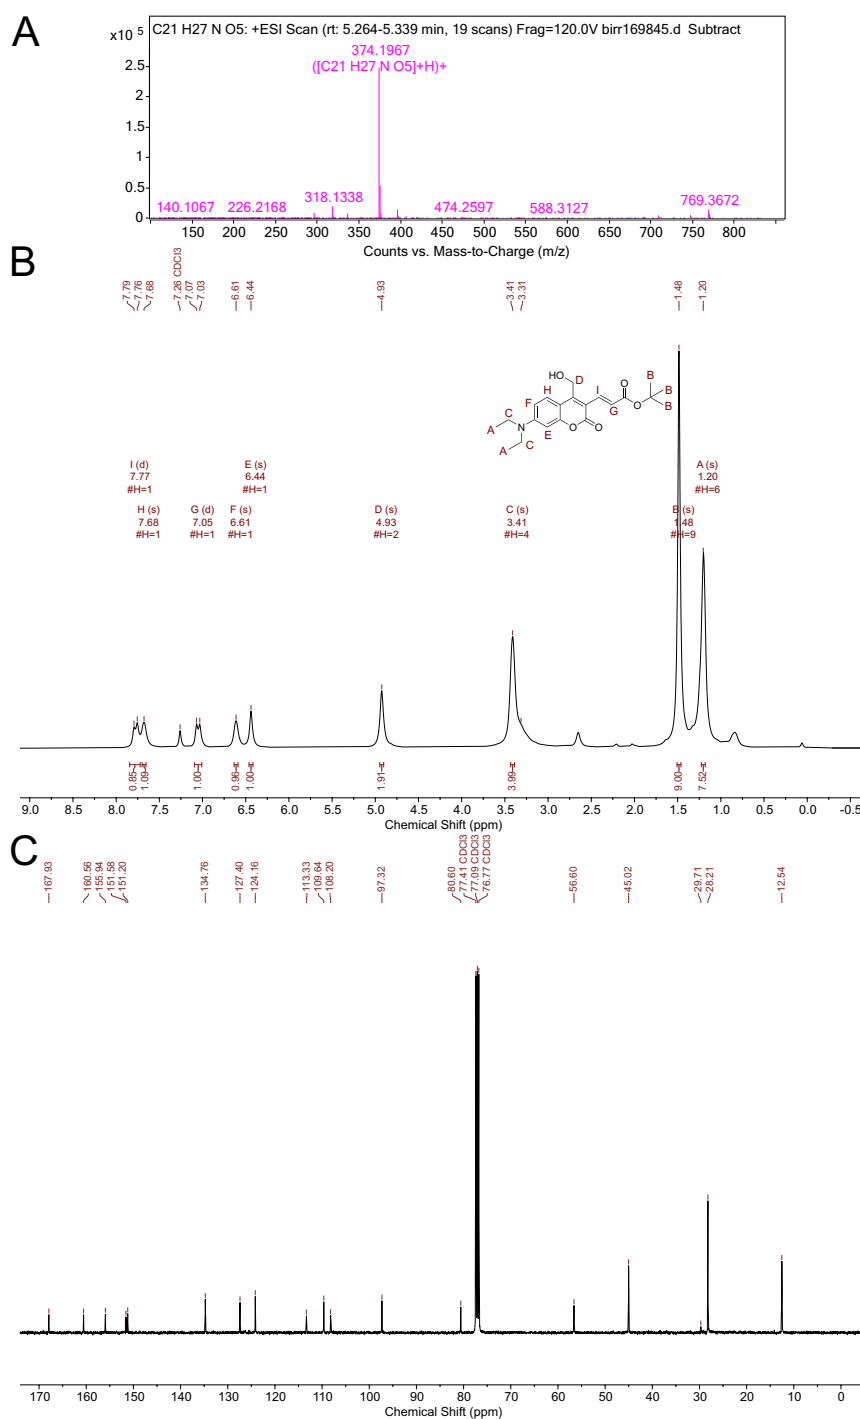 A
C21 H27 N O5: +ESI Scan (rt: 5.264-5.339 min, 19 scans) Frag=120.0V birr169845.d Subtract
x10 5
374.1967
([C21 H27 N O5]+H)+
2.5
2
1.5
1
0.5
0
140.1067 226.2168 318.1338 474.2597 588.3127 769.3672
150 200 250 300 350 400 450 500 550 600 650 700 750 800
Counts vs. Mass-to-Charge (m/z)
B
7.79 7.76 7.68 7.26 CDCl3 7.07 7.03 6.61 6.44 4.93 3.41 3.31 1.48 1.20
HO D
H I O B
F G O B
B
C N E O O
A
A C
I (d)
7.77
#H=1
E (s)
6.44
#H=1
A (s)
1.20
#H=6
H (s)
7.68
#H=1
G (d)
7.05
#H=1
F (s)
6.61
#H=1
D (s)
4.93
#H=2
C (s)
3.41
#H=4
B (s)
1.48
#H=9
0.85 1.09 1.00 0.96 1.00 1.91 3.99 9.00 7.52
9.0 8.5 8.0 7.5 7.0 6.5 6.0 5.5 5.0 4.5 4.0 3.5 3.0 2.5 2.0 1.5 1.0 0.5 0.0 -0.5
Chemical Shift (ppm)
C
167.93 160.56 155.94 151.58 151.20 134.76 127.40 124.16 113.33 109.64 108.20 97.32 80.60 77.41 CDCl3 77.09 CDCl3 76.77 CDCl3 56.60 45.02 29.71 28.21 12.54
170 160 150 140 130 120 110 100 90 80 70 60 50 40 30 20 10 0
Chemical Shift (ppm)